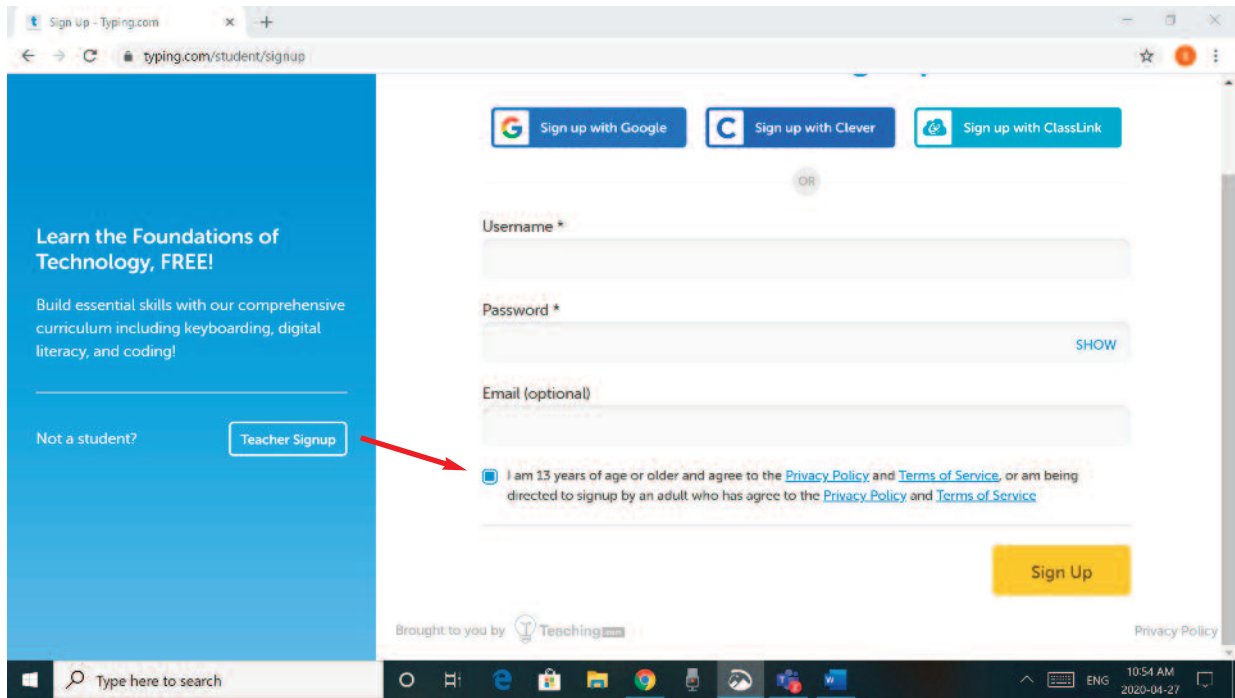 Sign Up - Typing.com
typing.com/student/signup
Sign up with Google
Sign up with Clever
Sign up with ClassLink
OR
Learn the Foundations of
Technology, FREE!
Build essential skills with our comprehensive
curriculum including keyboarding, digital
literacy, and coding!
Not a student?
Teacher Signup
Username *
Password *
SHOW
Email (optional)
I am 13 years of age or older and agree to the Privacy Policy and Terms of Service, or am being
directed to signup by an adult who has agree to the Privacy Policy and Terms of Service
Sign Up
Brought to you by Teaching.com
Privacy Policy
Type here to search
ENG
10:54 AM
2020-04-27